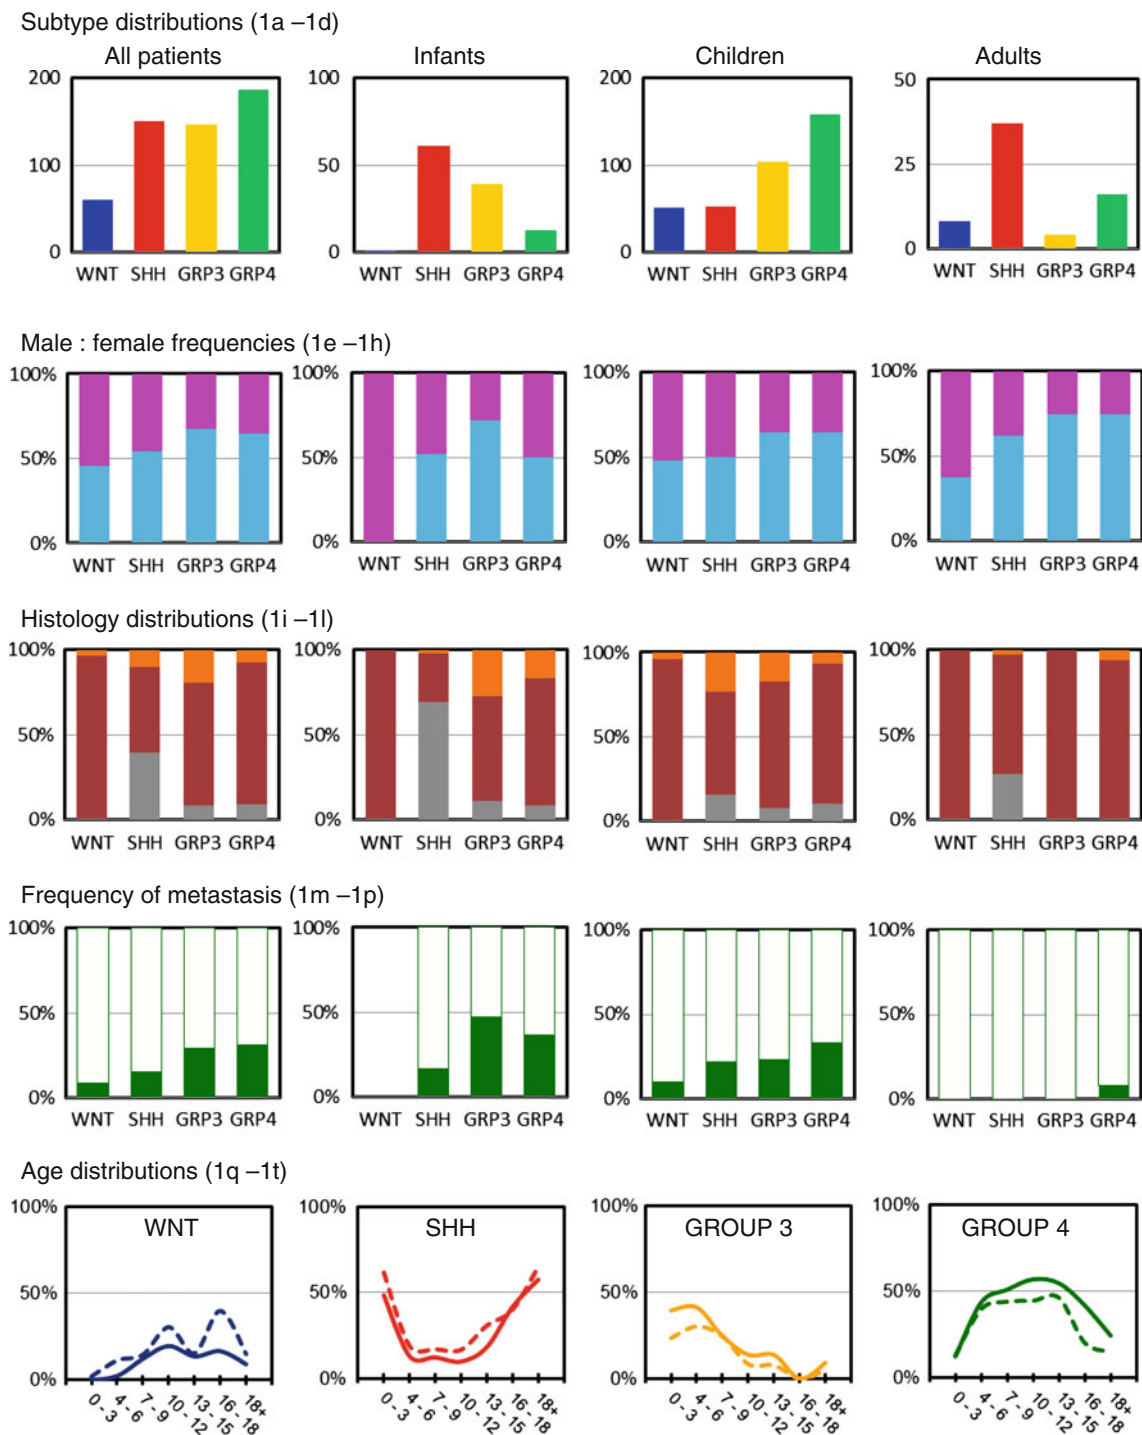 Subtype distributions (1a –1d)
All patients Infants Children Adults
200 100 200 50
100 50 100 25
0 0 0 0
WNT SHH GRP3 GRP4 WNT SHH GRP3 GRP4 WNT SHH GRP3 GRP4 WNT SHH GRP3 GRP4
Male : female frequencies (1e –1h)
100% 100% 100% 100%
50% 50% 50% 50%
0% 0% 0% 0%
WNT SHH GRP3 GRP4 WNT SHH GRP3 GRP4 WNT SHH GRP3 GRP4 WNT SHH GRP3 GRP4
Histology distributions (1i –1l)
100% 100% 100% 100%
50% 50% 50% 50%
0% 0% 0% 0%
WNT SHH GRP3 GRP4 WNT SHH GRP3 GRP4 WNT SHH GRP3 GRP4 WNT SHH GRP3 GRP4
Frequency of metastasis (1m –1p)
100% 100% 100% 100%
50% 50% 50% 50%
0% 0% 0% 0%
WNT SHH GRP3 GRP4 WNT SHH GRP3 GRP4 WNT SHH GRP3 GRP4 WNT SHH GRP3 GRP4
Age distributions (1q –1t)
100% 100% 100% 100%
WNT SHH GROUP 3 GROUP 4
50% 50% 50% 50%
0% 0% 0% 0%
0 - 3 4 - 6 7 - 9 10 - 12 13 - 15 16 - 18 18+ 0 - 3 4 - 6 7 - 9 10 - 12 13 - 15 16 - 18 18+ 0 - 3 4 - 6 7 - 9 10 - 12 13 - 15 16 - 18 18+ 0 - 3 4 - 6 7 - 9 10 - 12 13 - 15 16 - 18 18+